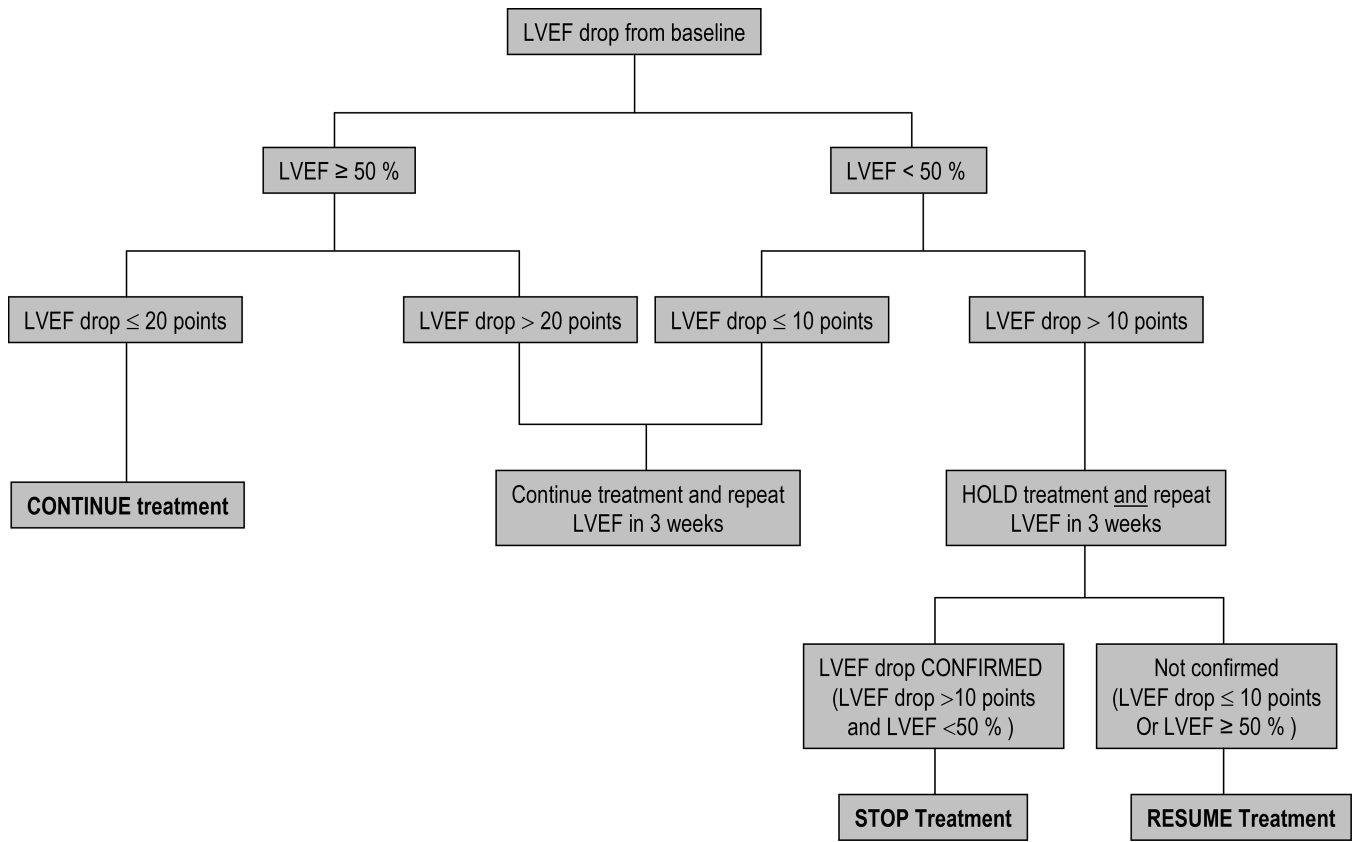 LVEF drop from baseline
LVEF ≥ 50 %
LVEF < 50 %
LVEF drop ≤ 20 points
LVEF drop > 20 points
LVEF drop ≤ 10 points
LVEF drop > 10 points
CONTINUE treatment
Continue treatment and repeat
LVEF in 3 weeks
HOLD treatment and repeat
LVEF in 3 weeks
LVEF drop CONFIRMED
(LVEF drop >10 points
and LVEF <50 % )
Not confirmed
(LVEF drop ≤ 10 points
Or LVEF ≥ 50 % )
STOP Treatment
RESUME Treatment